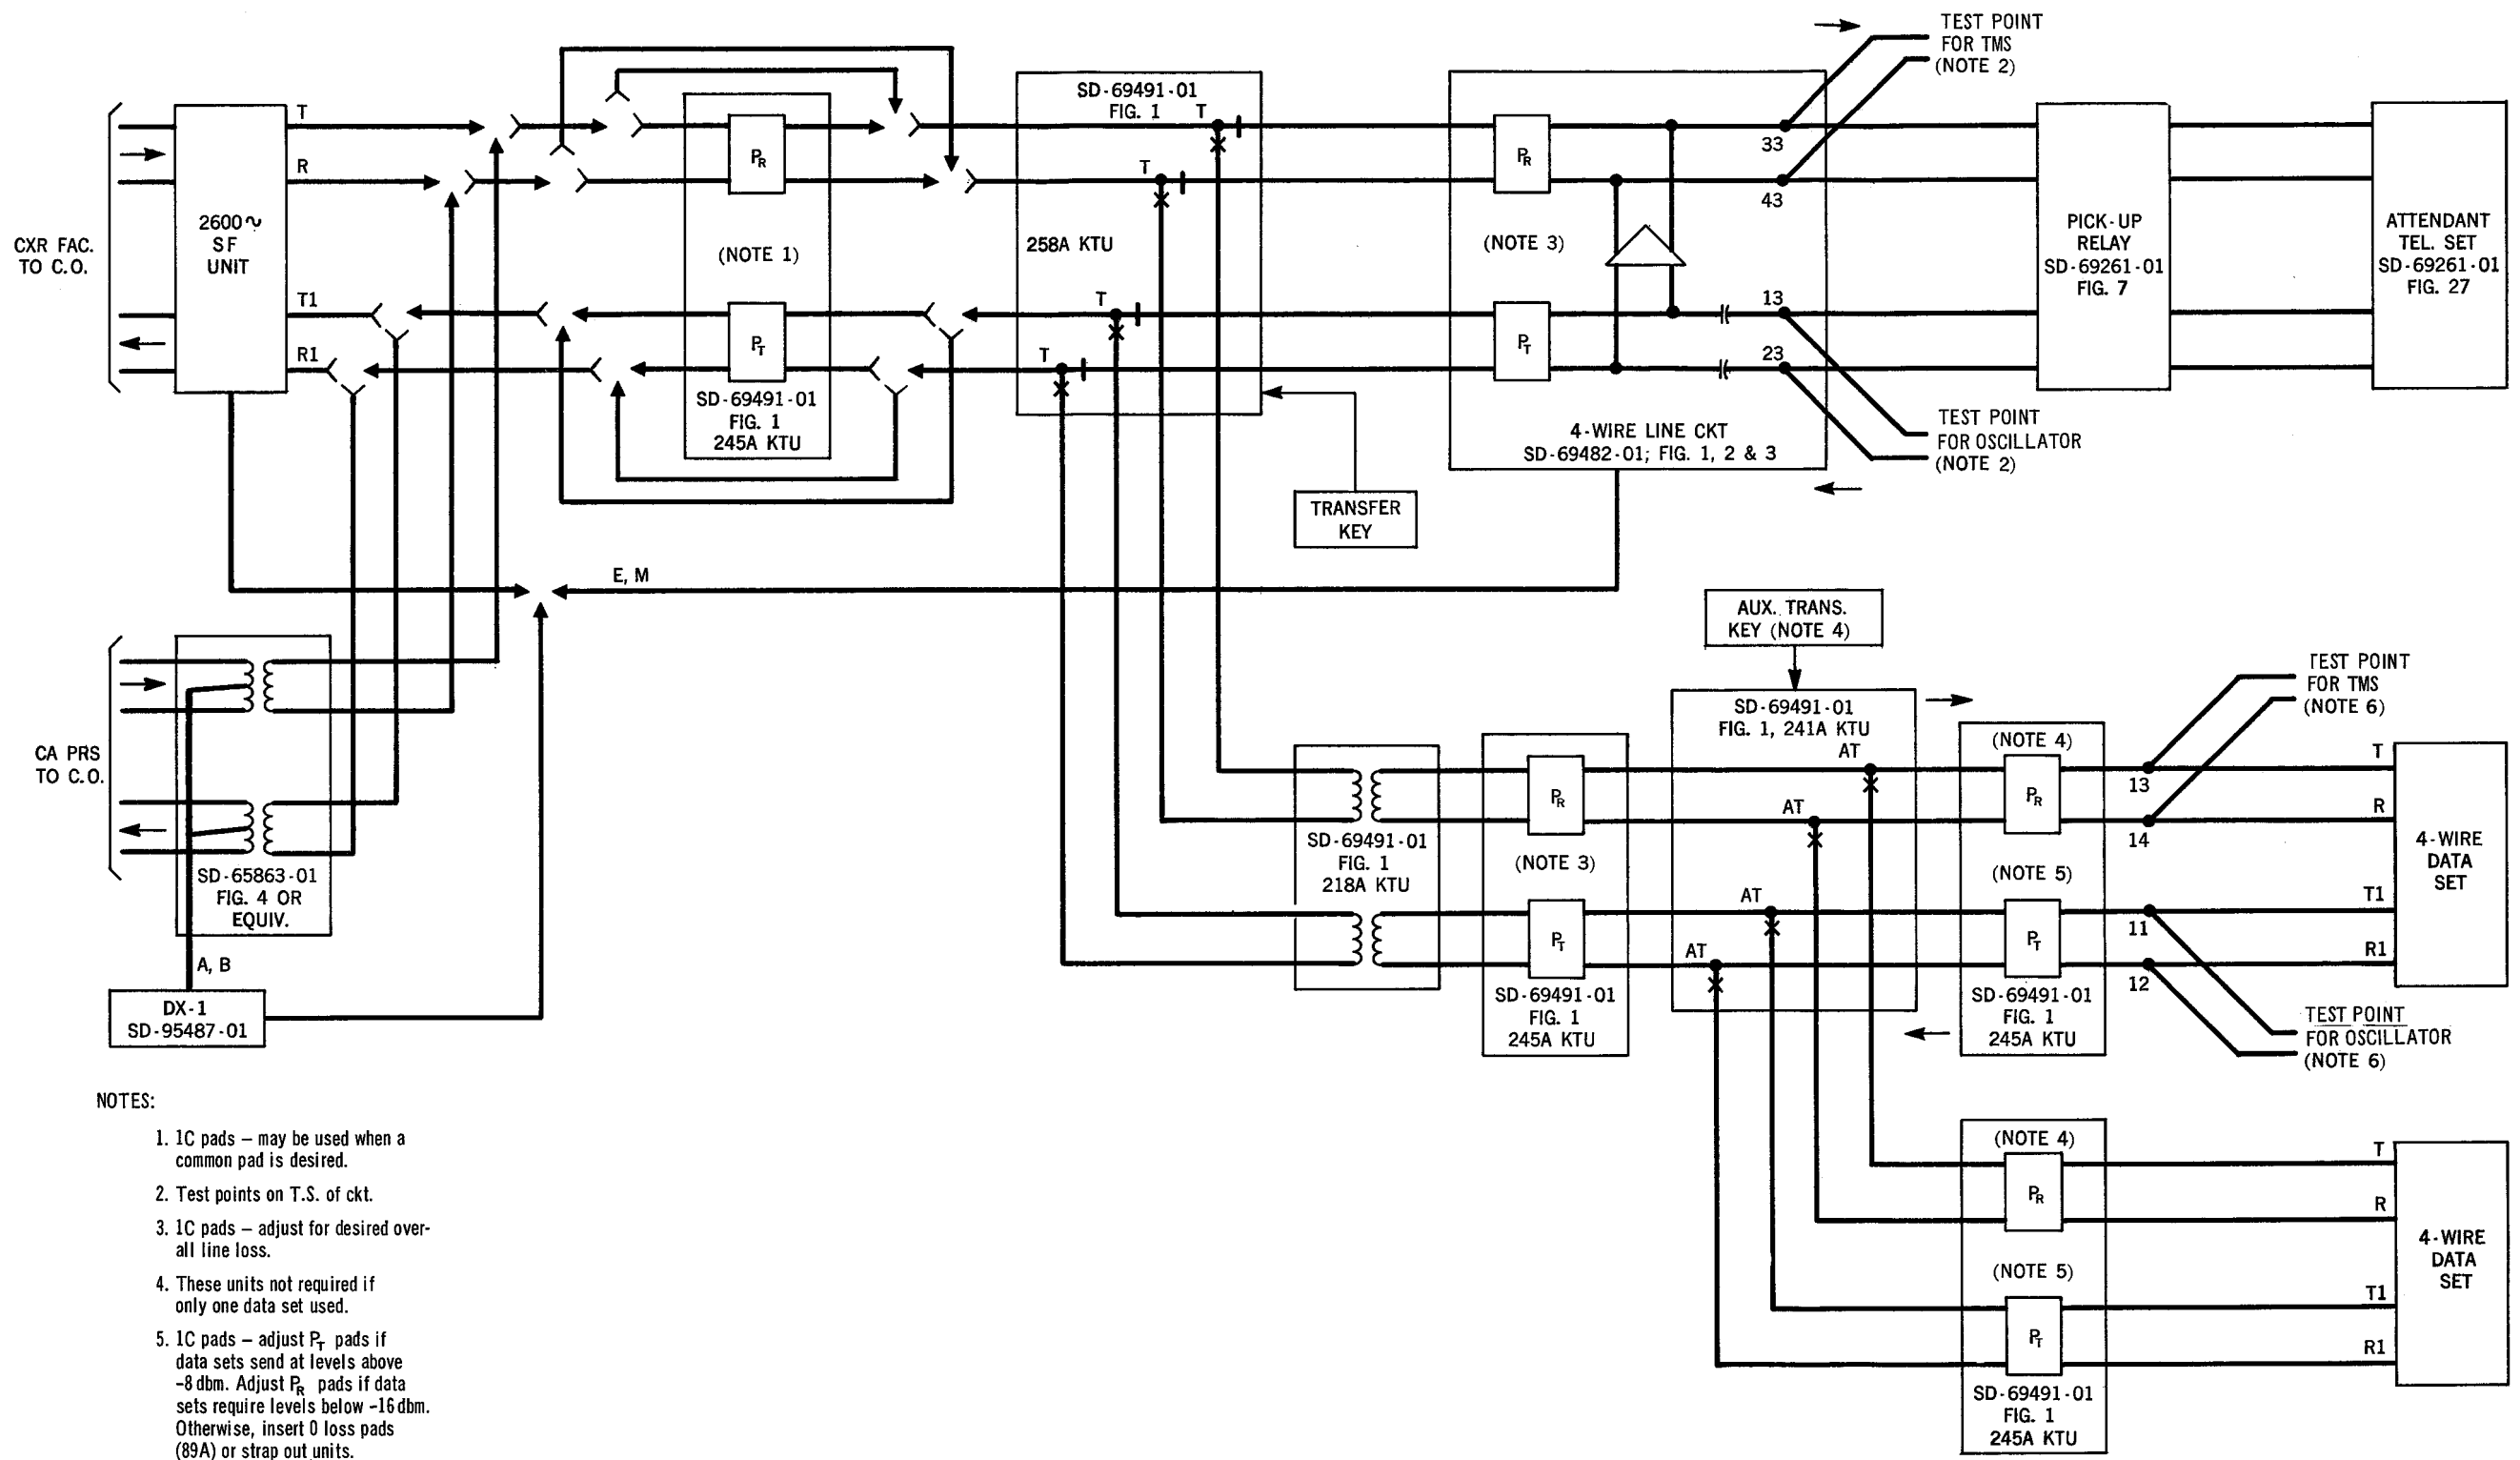 TEST POINT
FOR TMS
(NOTE 2)
SD-69491-01
FIG. 1
T
T
R
T1
R1
2600~
SF
UNIT
CXR FAC.
TO C.O.
PR
(NOTE 1)
PT
SD-69491-01
FIG. 1
245A KTU
T
258A KTU
T
T
PR
(NOTE 3)
PT
33
43
13
23
4-WIRE LINE CKT
SD-69482-01; FIG. 1, 2 & 3
PICK-UP
RELAY
SD-69261-01
FIG. 7
ATTENDANT
TEL. SET
SD-69261-01
FIG. 27
TEST POINT
FOR OSCILLATOR
(NOTE 2)
TRANSFER
KEY
E, M
AUX. TRANS.
KEY (NOTE 4)
CA PRS
TO C.O.
SD-65863-01
FIG. 4 OR
EQUIV.
A, B
DX-1
SD-95487-01
SD-69491-01
FIG. 1
218A KTU
PR
(NOTE 3)
PT
SD-69491-01
FIG. 1
245A KTU
SD-69491-01
FIG. 1, 241A KTU
AT
AT
AT
AT
(NOTE 4)
PR
(NOTE 5)
PT
SD-69491-01
FIG. 1
245A KTU
TEST POINT
FOR TMS
(NOTE 6)
13
14
11
12
T
R
T1
R1
4-WIRE
DATA
SET
TEST POINT
FOR OSCILLATOR
(NOTE 6)
(NOTE 4)
PR
(NOTE 5)
PT
SD-69491-01
FIG. 1
245A KTU
T
R
T1
R1
4-WIRE
DATA
SET
NOTES:
1. 1C pads – may be used when a
common pad is desired.
2. Test points on T.S. of ckt.
3. 1C pads – adjust for desired over-
all line loss.
4. These units not required if
only one data set used.
5. 1C pads – adjust PT pads if
data sets send at levels above
-8 dbm. Adjust PR pads if data
sets require levels below -16 dbm.
Otherwise, insert 0 loss pads
(89A) or strap out units.